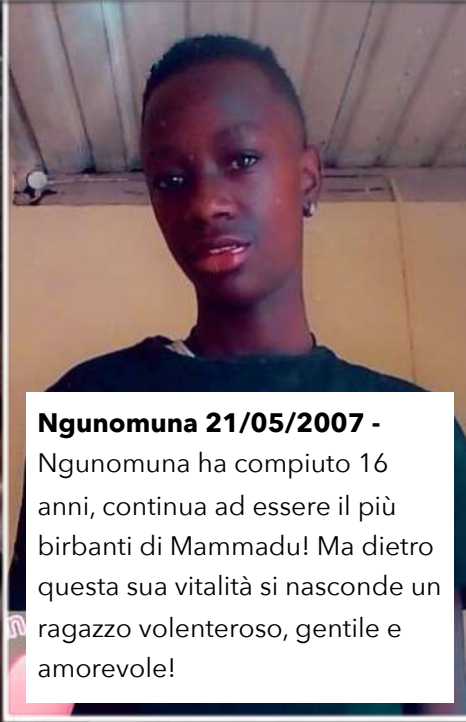 Ngunomuna 21/05/2007 -
Ngunomuna ha compiuto 16
anni, continua ad essere il più
birbanti di Mammadu! Ma dietro
questa sua vitalità si nasconde un
ragazzo volenteroso, gentile e
amorevole!